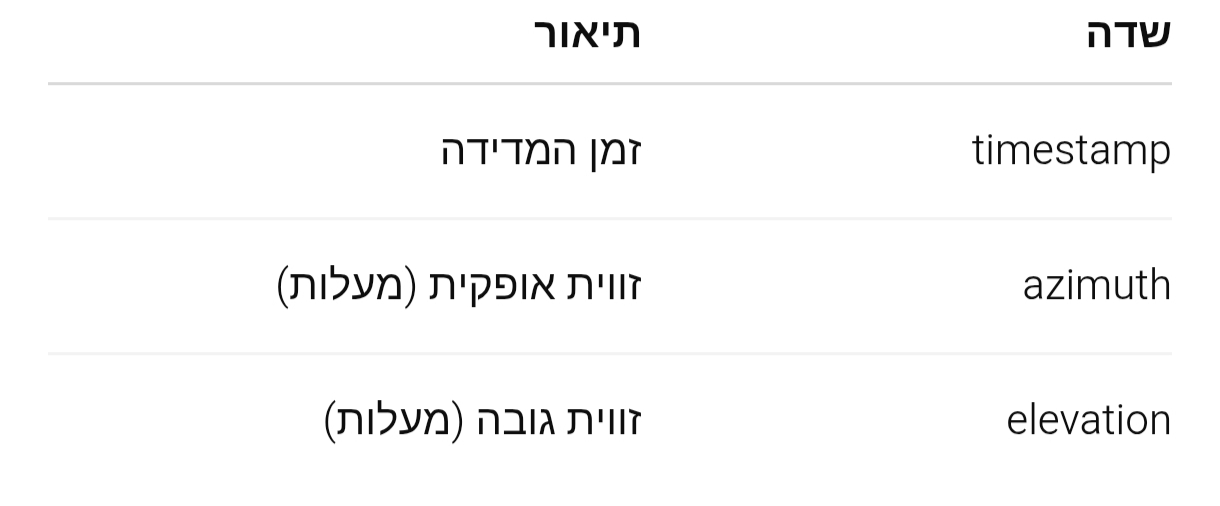 שדה תיאור
timestamp זמן המדידה
azimuth זווית אופקית (מעלות)
elevation זווית גובה (מעלות)